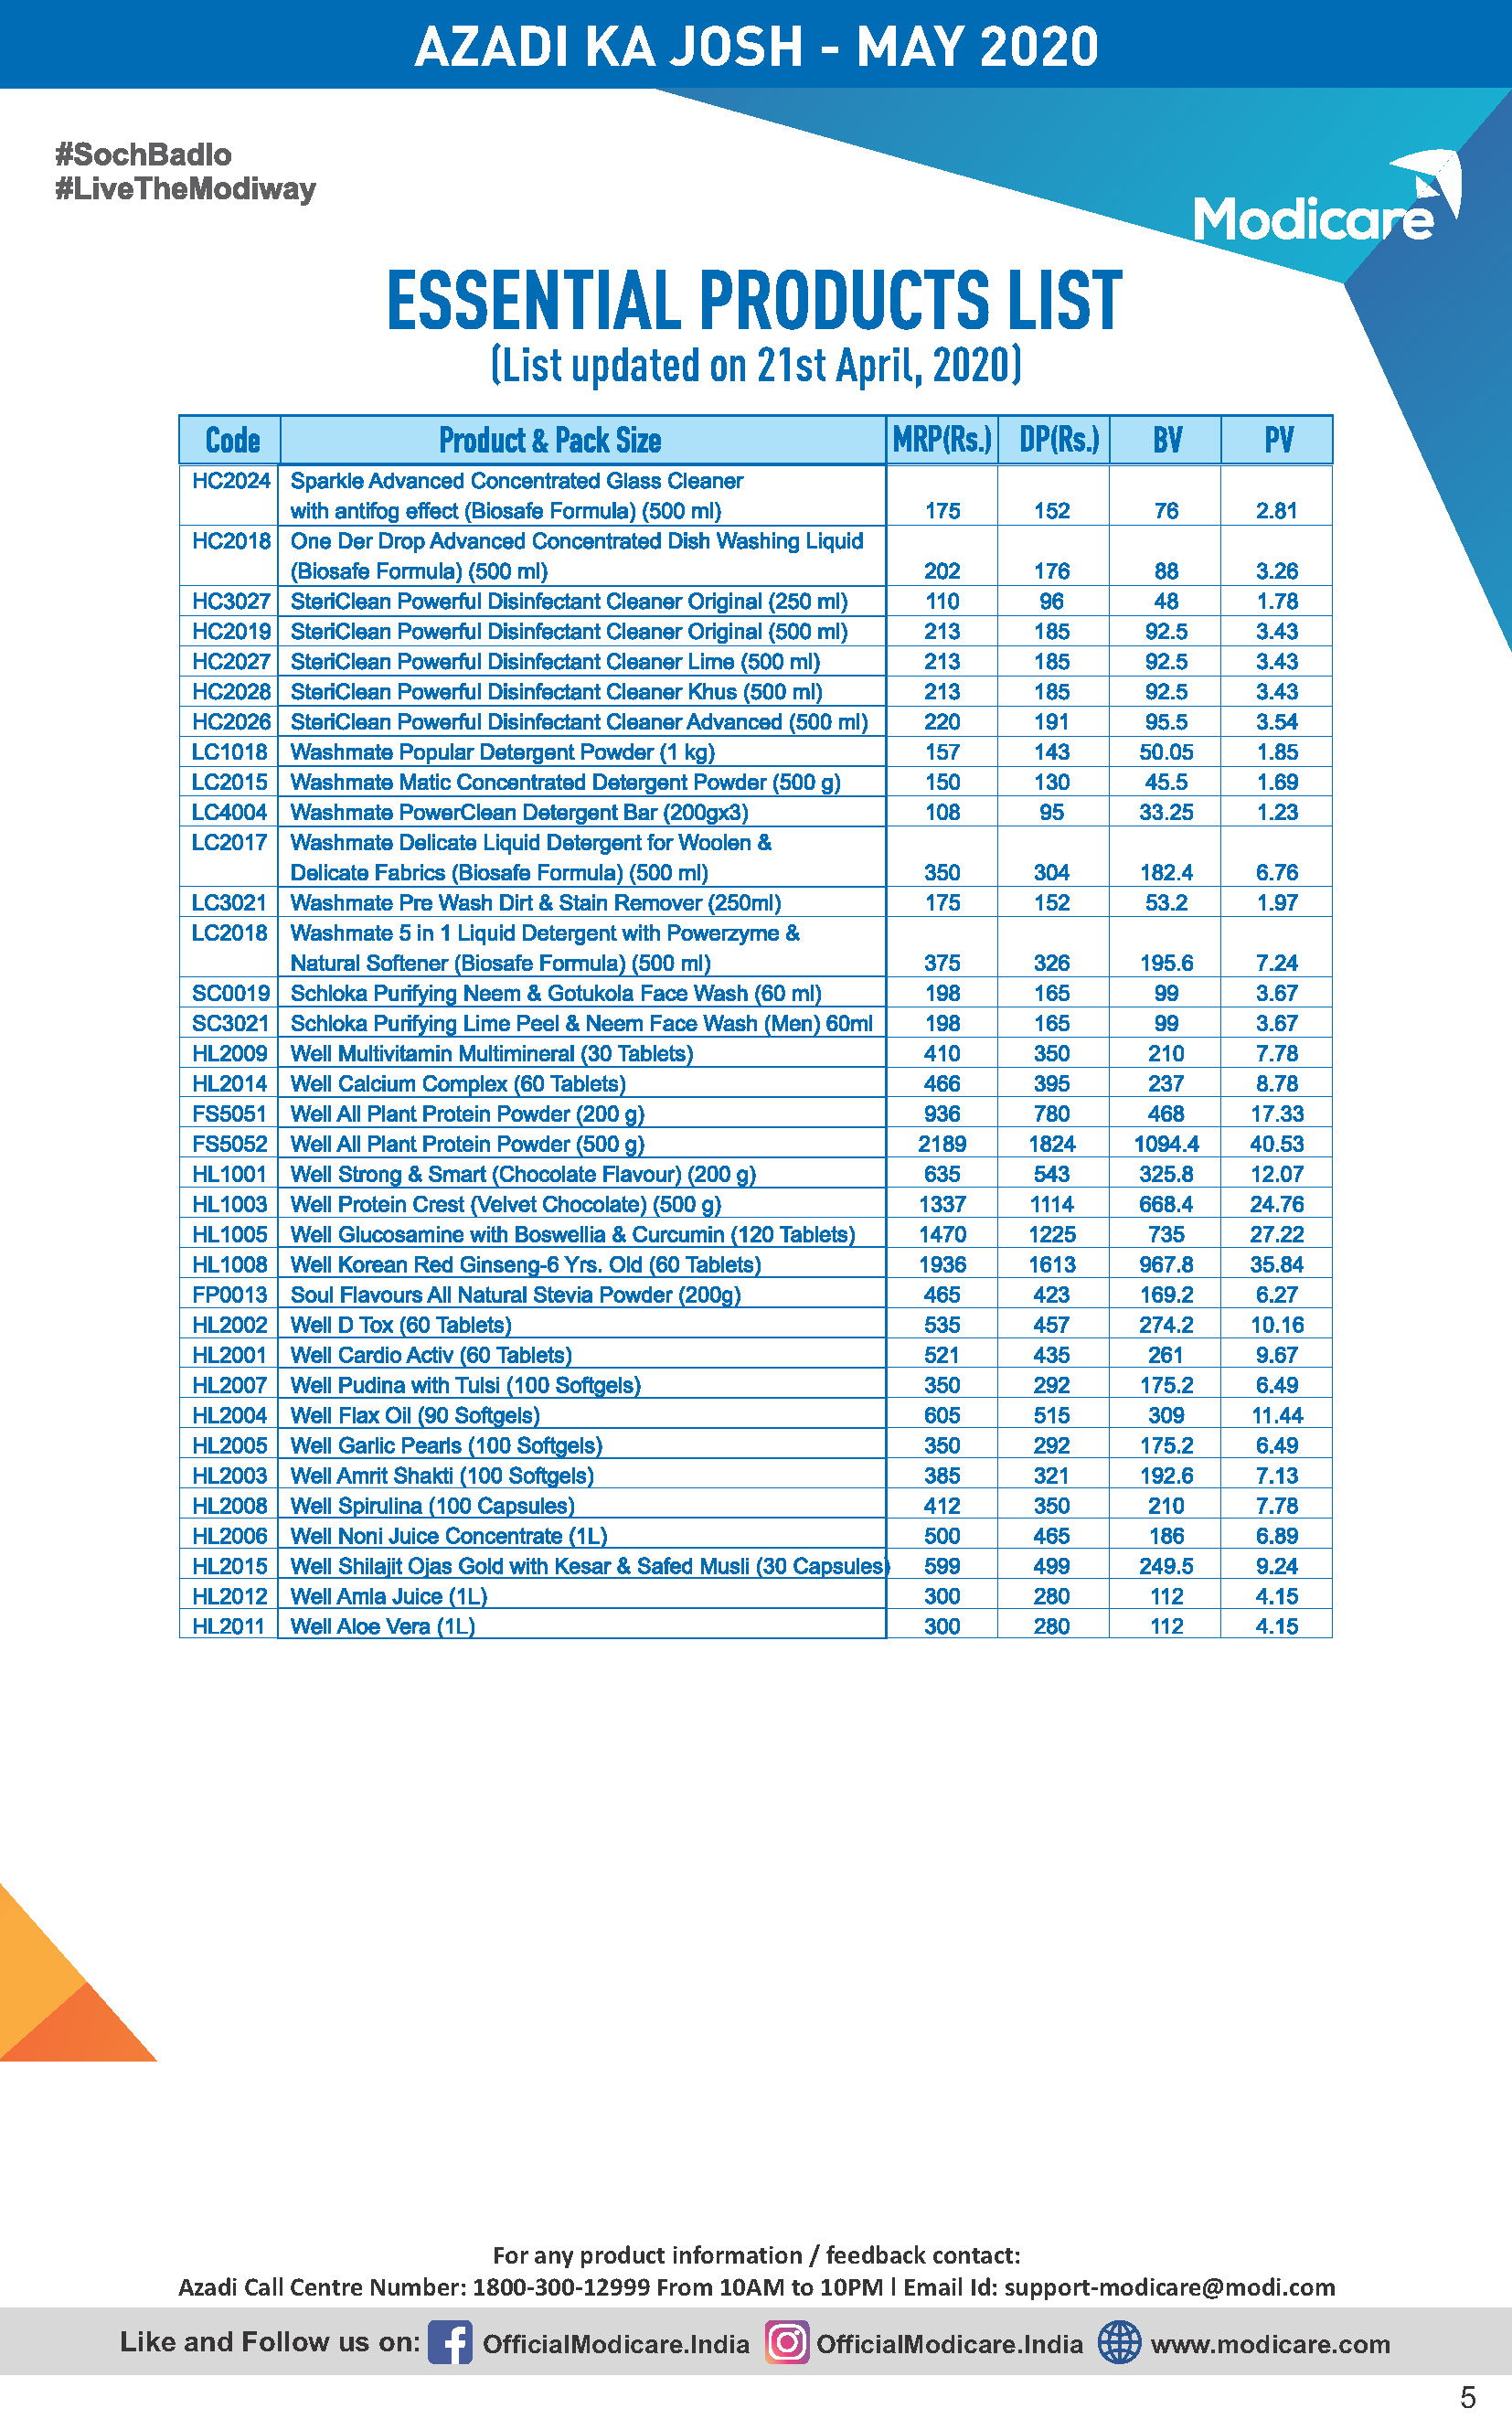 AZADI KA JOSH - MAY 2020
#SochBadlo
#LiveTheModiway
Modicare
ESSENTIAL PRODUCTS LIST
(List updated on 21st April, 2020)
Code Product & Pack Size MRP(Rs.) DP(Rs.) BV PV
HC2024 Sparkle Advanced Concentrated Glass Cleaner
with antifog effect (Biosafe Formula) (500 ml) 175 152 76 2.81
HC2018 One Der Drop Advanced Concentrated Dish Washing Liquid
(Biosafe Formula) (500 ml) 202 176 88 3.26
HC3027 SteriClean Powerful Disinfectant Cleaner Original (250 ml) 110 96 48 1.78
HC2019 SteriClean Powerful Disinfectant Cleaner Original (500 ml) 213 185 92.5 3.43
HC2027 SteriClean Powerful Disinfectant Cleaner Lime (500 ml) 213 185 92.5 3.43
HC2028 SteriClean Powerful Disinfectant Cleaner Khus (500 ml) 213 185 92.5 3.43
HC2026 SteriClean Powerful Disinfectant Cleaner Advanced (500 ml) 220 191 95.5 3.54
LC1018 Washmate Popular Detergent Powder (1 kg) 157 143 50.05 1.85
LC2015 Washmate Matic Concentrated Detergent Powder (500 g) 150 130 45.5 1.69
LC4004 Washmate PowerClean Detergent Bar (200gx3) 108 95 33.25 1.23
LC2017 Washmate Delicate Liquid Detergent for Woolen &
Delicate Fabrics (Biosafe Formula) (500 ml) 350 304 182.4 6.76
LC3021 Washmate Pre Wash Dirt & Stain Remover (250ml) 175 152 53.2 1.97
LC2018 Washmate 5 in 1 Liquid Detergent with Powerzyme &
Natural Softener (Biosafe Formula) (500 ml) 375 326 195.6 7.24
SC0019 Schloka Purifying Neem & Gotukola Face Wash (60 ml) 198 165 99 3.67
SC3021 Schloka Purifying Lime Peel & Neem Face Wash (Men) 60ml 198 165 99 3.67
HL2009 Well Multivitamin Multimineral (30 Tablets) 410 350 210 7.78
HL2014 Well Calcium Complex (60 Tablets) 466 395 237 8.78
FS5051 Well All Plant Protein Powder (200 g) 936 780 468 17.33
FS5052 Well All Plant Protein Powder (500 g) 2189 1824 1094.4 40.53
HL1001 Well Strong & Smart (Chocolate Flavour) (200 g) 635 543 325.8 12.07
HL1003 Well Protein Crest (Velvet Chocolate) (500 g) 1337 1114 668.4 24.76
HL1005 Well Glucosamine with Boswellia & Curcumin (120 Tablets) 1470 1225 735 27.22
HL1008 Well Korean Red Ginseng-6 Yrs. Old (60 Tablets) 1936 1613 967.8 35.84
FP0013 Soul Flavours All Natural Stevia Powder (200g) 465 423 169.2 6.27
HL2002 Well D Tox (60 Tablets) 535 457 274.2 10.16
HL2001 Well Cardio Activ (60 Tablets) 521 435 261 9.67
HL2007 Well Pudina with Tulsi (100 Softgels) 350 292 175.2 6.49
HL2004 Well Flax Oil (90 Softgels) 605 515 309 11.44
HL2005 Well Garlic Pearls (100 Softgels) 350 292 175.2 6.49
HL2003 Well Amrit Shakti (100 Softgels) 385 321 192.6 7.13
HL2008 Well Spirulina (100 Capsules) 412 350 210 7.78
HL2006 Well Noni Juice Concentrate (1L) 500 465 186 6.89
HL2015 Well Shilajit Ojas Gold with Kesar & Safed Musli (30 Capsules) 599 499 249.5 9.24
HL2012 Well Amla Juice (1L) 300 280 112 4.15
HL2011 Well Aloe Vera (1L) 300 280 112 4.15
For any product information / feedback contact:
Azadi Call Centre Number: 1800-300-12999 From 10AM to 10PM l Email Id: support-modicare@modi.com
Like and Follow us on: OfficialModicare.India OfficialModicare.India www.modicare.com
5